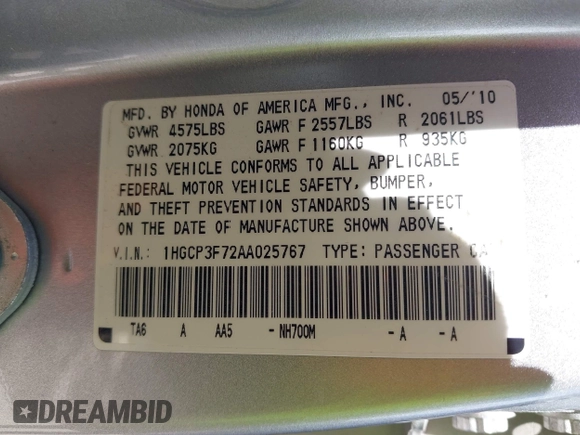 MFD. BY HONDA OF AMERICA MFG., INC. 05/'10
GVWR 4575LBS GAWR F 2557LBS R 2061LBS
GVWR 2075KG GAWR F 1160KG R 935KG
THIS VEHICLE CONFORMS TO ALL APPLICABLE
FEDERAL MOTOR VEHICLE SAFETY, BUMPER,
AND THEFT PREVENTION STANDARDS IN EFFECT
ON THE DATE OF MANUFACTURE SHOWN ABOVE.
V.I.N.: 1HGCP3F72AA025767 TYPE: PASSENGER CA
TA6 A AA5 - NH700M - A - A
DREAMBID